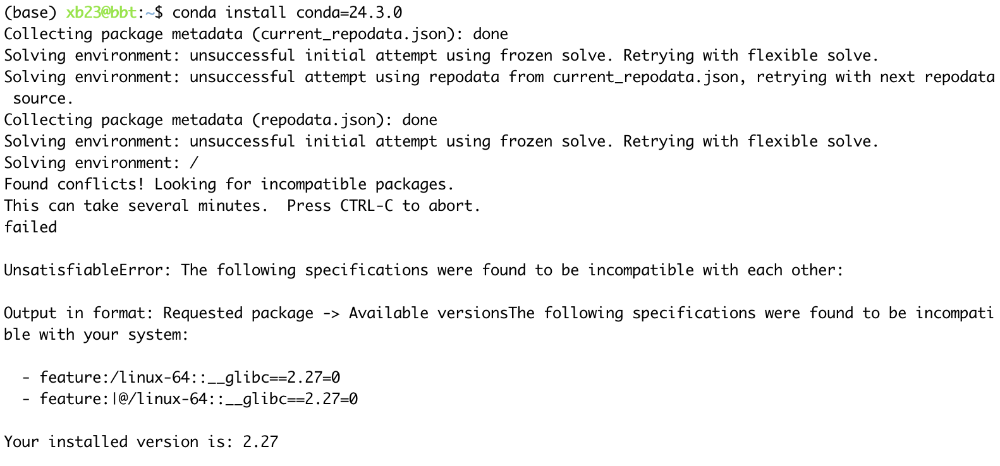 (base) xb23@bbt:~$ conda install conda=24.3.0
Collecting package metadata (current_repodata.json): done
Solving environment: unsuccessful initial attempt using frozen solve. Retrying with flexible solve.
Solving environment: unsuccessful attempt using repodata from current_repodata.json, retrying with next repodata
 source.
Collecting package metadata (repodata.json): done
Solving environment: unsuccessful initial attempt using frozen solve. Retrying with flexible solve.
Solving environment: /
Found conflicts! Looking for incompatible packages.
This can take several minutes.  Press CTRL-C to abort.
failed

UnsatisfiableError: The following specifications were found to be incompatible with each other:

Output in format: Requested package -> Available versionsThe following specifications were found to be incompati
ble with your system:

  - feature:/linux-64::__glibc==2.27=0
  - feature:|@/linux-64::__glibc==2.27=0

Your installed version is: 2.27